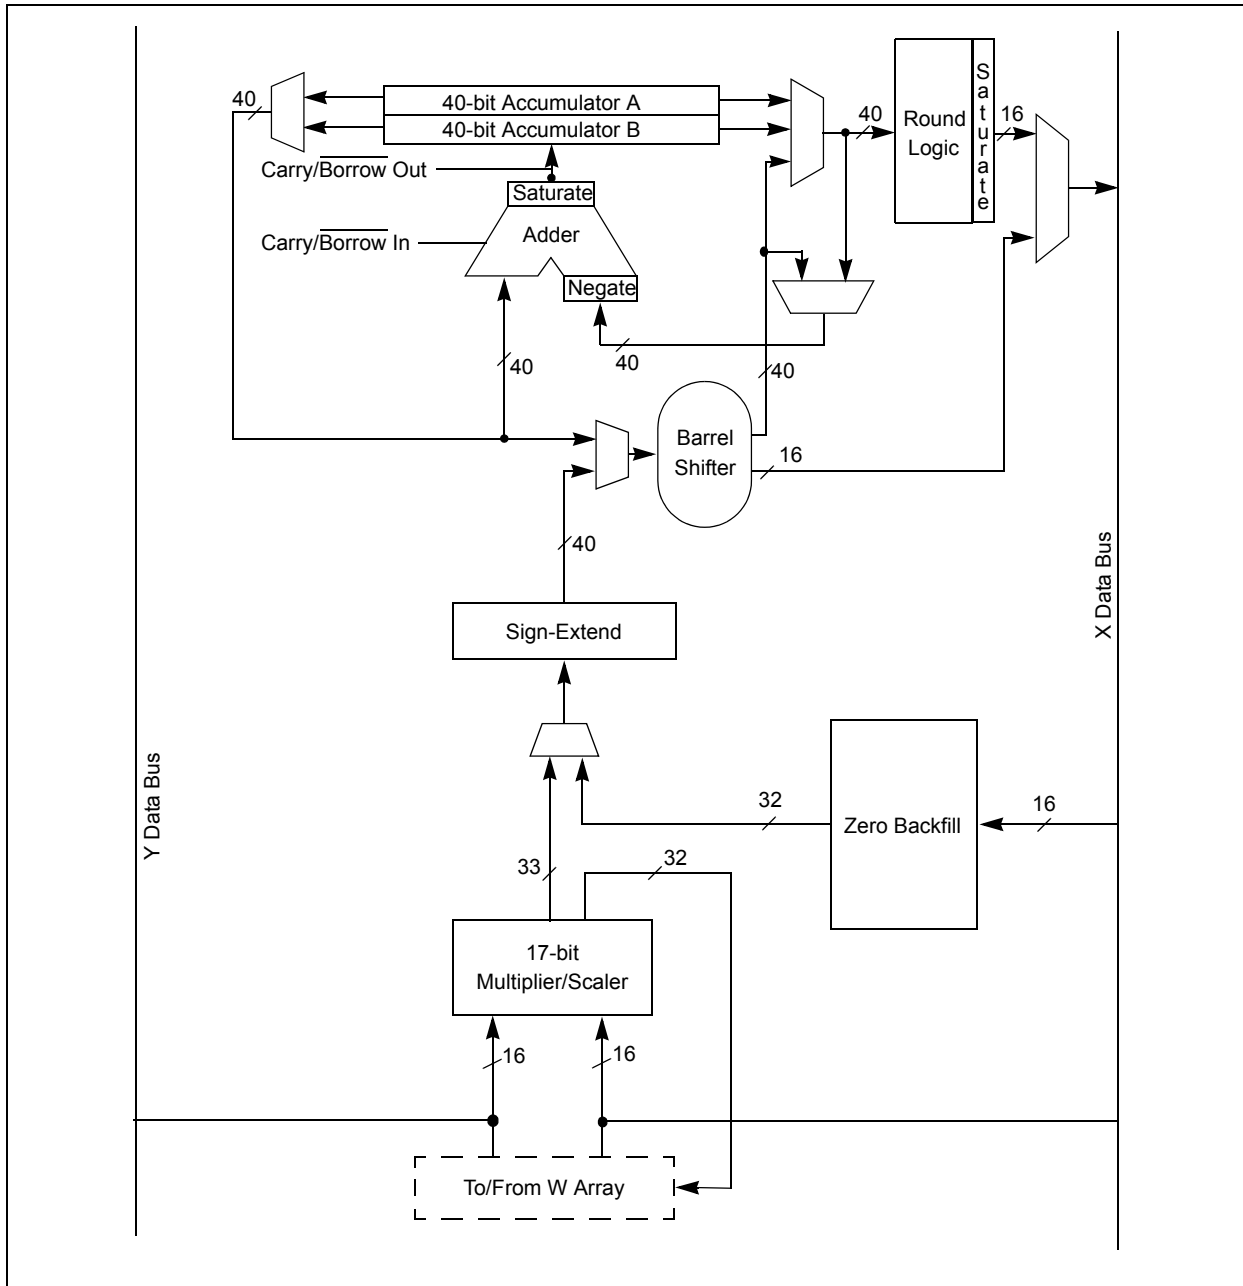 40
40-bit Accumulator A
40-bit Accumulator B
Carry/Borrow Out
Saturate
Carry/Borrow In
Adder
Negate
40
Round
Logic
Saturate
16
40
40
40
Barrel
Shifter
16
40
Sign-Extend
X Data Bus
Y Data Bus
32
Zero Backfill
16
33
32
17-bit
Multiplier/Scaler
16
16
To/From W Array